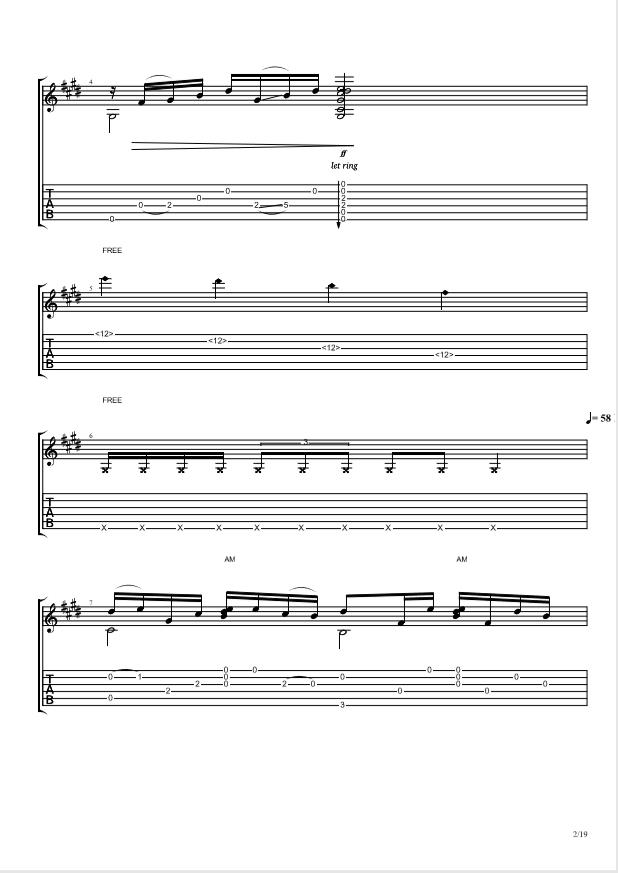 4
ff
let ring
T 0 0 0
A 0 2 0 2 5 0 2 2
B 0 0 0
FREE
5
T <12> <12>
A <12> <12>
B
FREE
♩= 58
6
3
T
A
B X X X X X X X X X X
AM AM
7
T 0 1 0 0 0 0 0 0 0 0
A 2 2 0 2 0 0 0 0 0
B 0 3
2/19